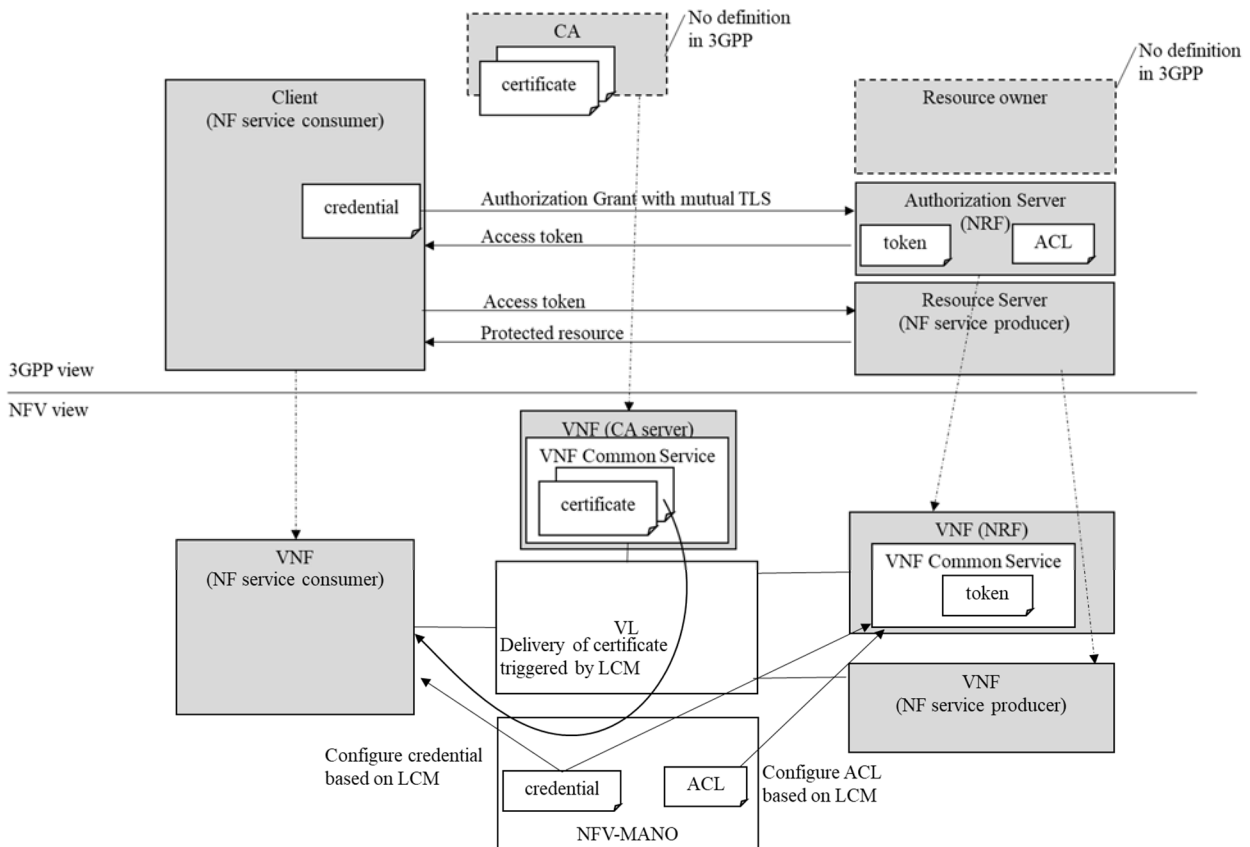 No definition
in 3GPP
CA
certificate
No definition
in 3GPP
Client
(NF service consumer)
Resource owner
credential
Authorization Grant with mutual TLS
Authorization Server
(NRF)
Access token
token
ACL
Access token
Resource Server
(NF service producer)
Protected resource
3GPP view
NFV view
VNF (CA server)
VNF Common Service
certificate
VNF (NRF)
VNF Common Service
token
VNF
(NF service consumer)
VL
Delivery of certificate
triggered by LCM
VNF
(NF service producer)
Configure credential
based on LCM
credential
ACL
Configure ACL
based on LCM
NFV-MANO